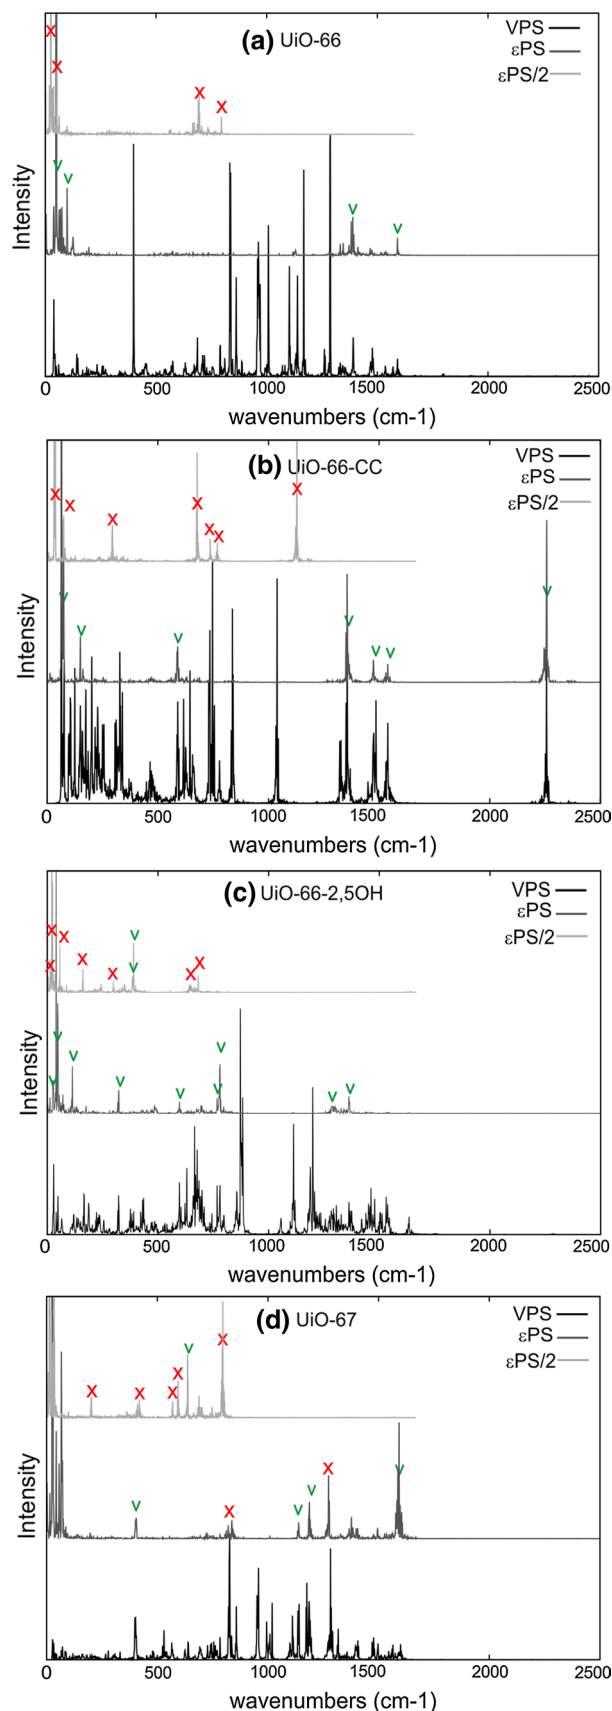 (a) UiO-66
VPS
εPS
εPS/2
x
x
x
x
v
v
v
v
Intensity
0 500 1000 1500 2000 2500
wavenumbers (cm-1)
(b) UiO-66-CC
VPS
εPS
εPS/2
x
x
x
x
x
x
x
v
v
v
v
v
v
v
Intensity
0 500 1000 1500 2000 2500
wavenumbers (cm-1)
(c) UiO-66-2,5OH
VPS
εPS
εPS/2
x
x
x
x
x
x
x
v
v
v
v
v
v
v
v
v
v
v
Intensity
0 500 1000 1500 2000 2500
wavenumbers (cm-1)
(d) UiO-67
VPS
εPS
εPS/2
x
x
x
x
v
x
v
x
v
v
x
v
Intensity
0 500 1000 1500 2000 2500
wavenumbers (cm-1)